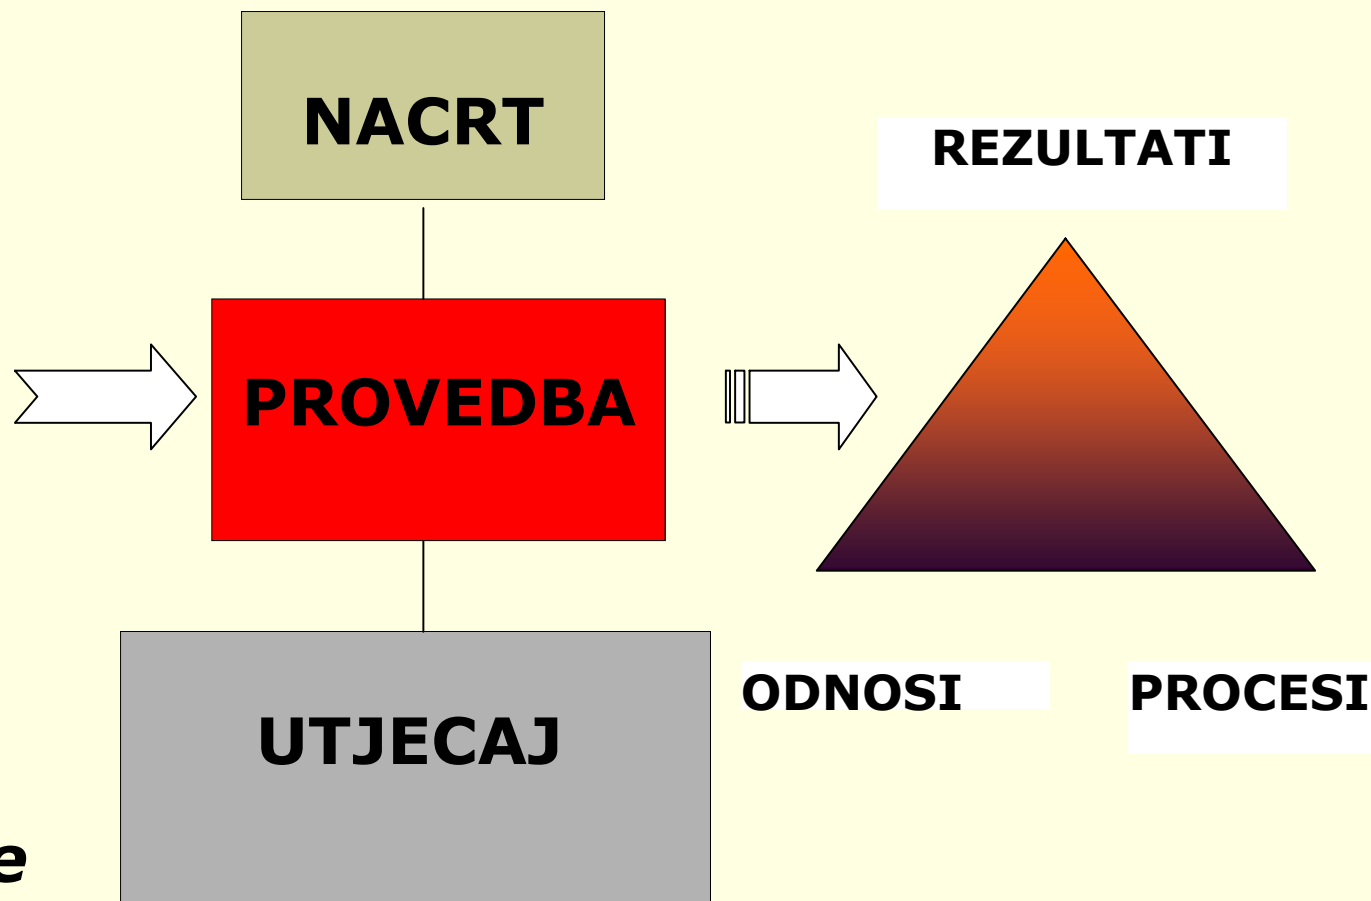 NACRT
REZULTATI
PROVEDBA
ODNOSI
PROCESI
UTJECAJ
e